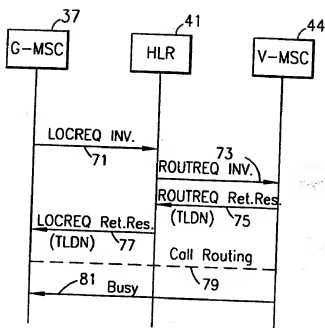 37
41
44
G-MSC
HLR
V-MSC
LOCREQ INV.
71
73
ROUTREQ INV.
ROUTREQ Ret.Res.
(TLDN)
75
LOCREQ Ret.Res.
(TLDN)
77
Call Routing
79
81
Busy